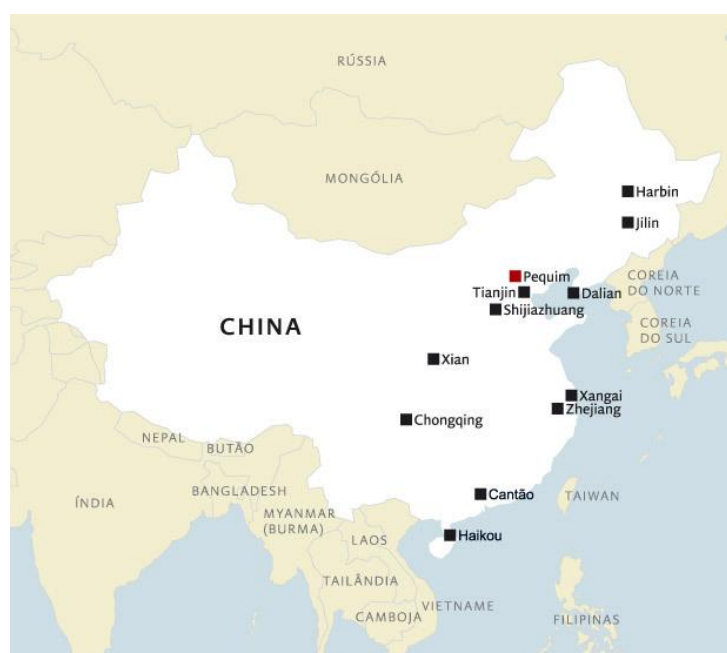 RÚSSIA
MONGÓLIA
Harbin
Jilin
Pequim
COREIA
DO NORTE
Tianjin
Dalian
Shijiazhuang
COREIA
DO SUL
CHINA
Xian
Xangai
Zhejiang
Chongqing
NEPAL
BUTÃO
BANGLADESH
ÍNDIA
Cantão
TAIWAN
MYANMAR
(BURMA)
Haikou
LAOS
TAILÂNDIA
VIETNAME
CAMBOJA
FILIPINAS